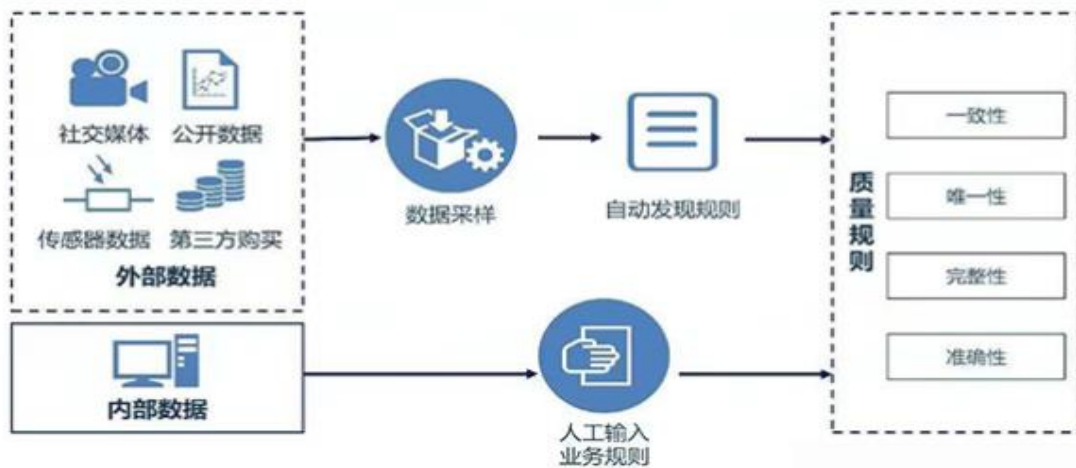 社交媒体
公开数据
传感器数据
第三方购买
外部数据
内部数据
数据采样
自动发现规则
人工输入
业务规则
质量规则
一致性
唯一性
完整性
准确性